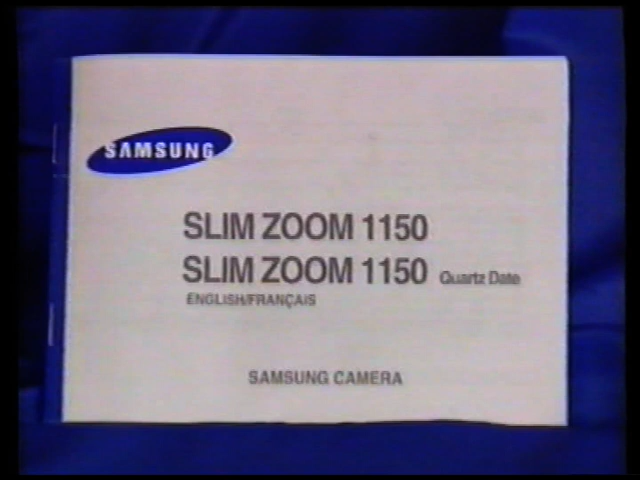 SAMSUNG
SLIM ZOOM 1150
SLIM ZOOM 1150 Quartz Date
ENGLISH/FRANÇAIS
SAMSUNG CAMERA